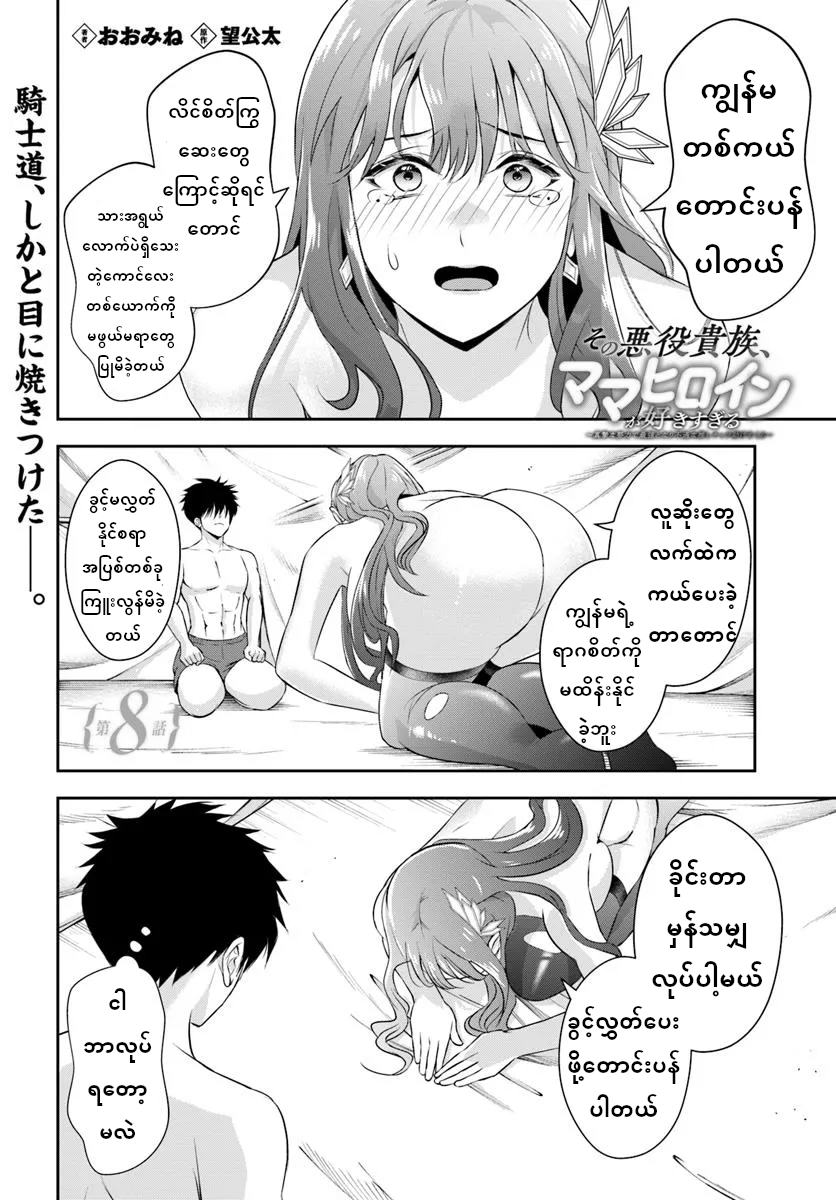 著者 おおみね 原作 望公太
騎士道、しかと目に焼きつけた――。
ကျွန်မ
တစ်ကယ်
တောင်းပန်
ပါတယ်
လိင်စိတ်ကြွ
ဆေးတွေ
ကြောင့်ဆိုရင်
တောင်
သားအရွယ်
လောက်ပဲရှိသေး
တဲ့ကောင်လေး
တစ်ယောက်ကို
မဖွယ်မရာတွေ
ပြုမိခဲ့တယ်
その悪役貴族、
ママヒロイン
が好きすぎる
လူဆိုးတွေ
လက်ထဲက
ကယ်ပေးခဲ့
တာတောင်
ကျွန်မရဲ့
ရာဂစိတ်ကို
မထိန်းနိုင်
ခဲ့ဘူး
ခွင့်မလွှတ်
နိုင်စရာ
အပြစ်တစ်ခု
ကြူးလွန်မိခဲ့
တယ်
第8話
ခိုင်းတာ
မှန်သမျှ
လုပ်ပါ့မယ်
ခွင့်လွှတ်ပေး
ဖို့တောင်းပန်
ပါတယ်
ငါ
ဘာလုပ်
ရတော့
မလဲ